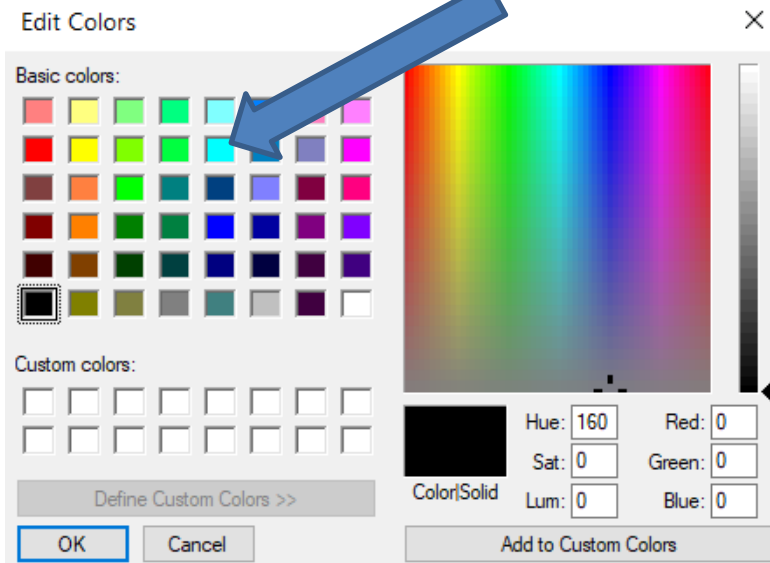 Edit Colors
Basic colors:
Custom colors:
Define Custom Colors >>
OK Cancel
Color|Solid
Hue: 160 Red: 0
Sat: 0 Green: 0
Lum: 0 Blue: 0
Add to Custom Colors